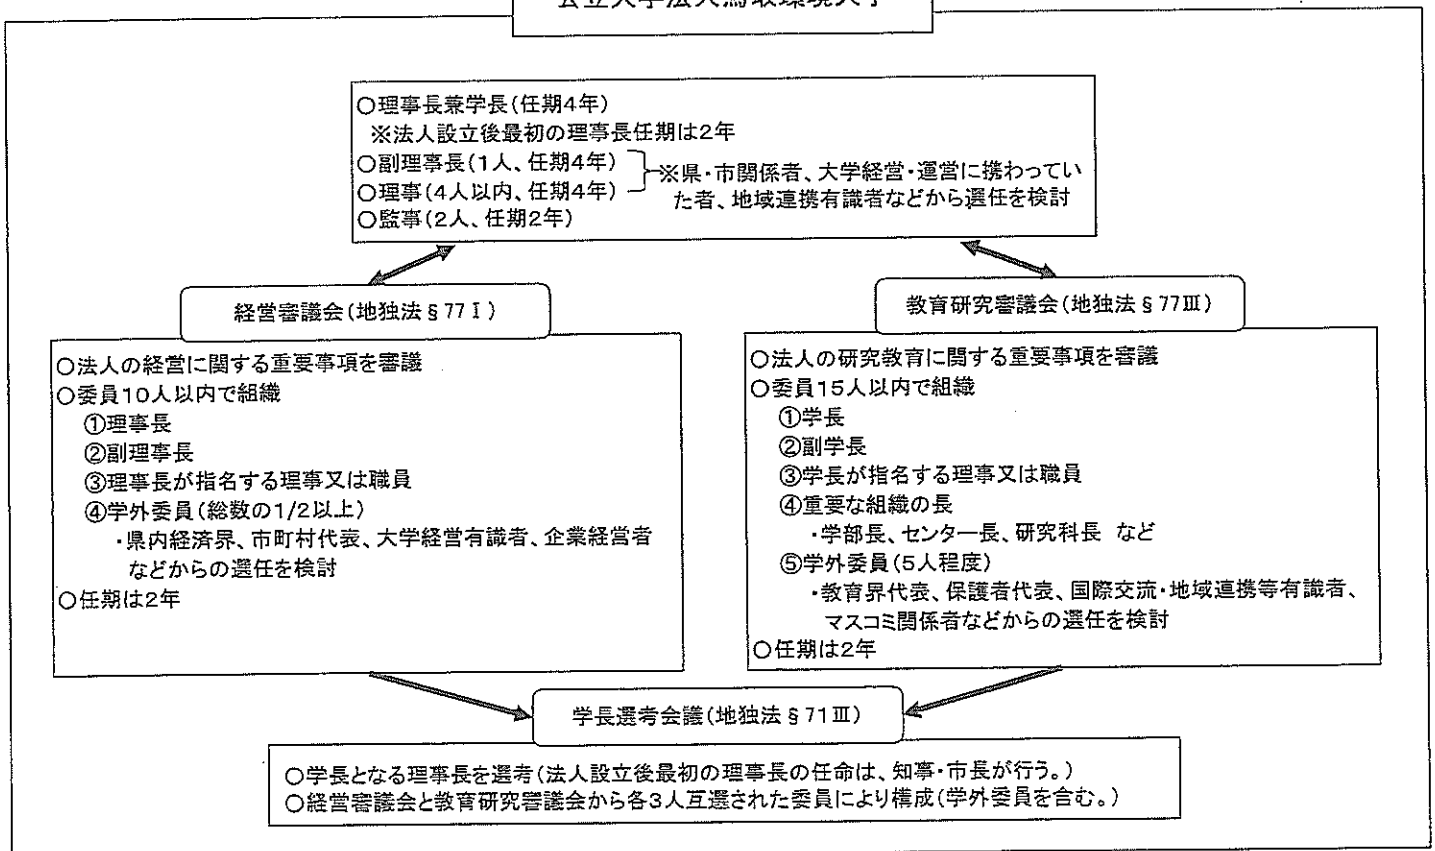 公立大学法人鳥取環境大学
○理事長兼学長(任期4年)
※法人設立後最初の理事長任期は2年
○副理事長(1人、任期4年)
○理事(4人以内、任期4年)
※県・市関係者、大学経営・運営に携わってい
た者、地域連携有識者などから選任を検討
○監事(2人、任期2年)
経営審議会(地独法§77Ⅰ)
○法人の経営に関する重要事項を審議
○委員10人以内で組織
①理事長
②副理事長
③理事長が指名する理事又は職員
④学外委員(総数の1/2以上)
・県内経済界、市町村代表、大学経営有識者、企業経営者
などからの選任を検討
○任期は2年
教育研究審議会(地独法§77Ⅲ)
○法人の研究教育に関する重要事項を審議
○委員15人以内で組織
①学長
②副学長
③学長が指名する理事又は職員
④重要な組織の長
・学部長、センター長、研究科長 など
⑤学外委員(5人程度)
・教育界代表、保護者代表、国際交流・地域連携等有識者、
マスコミ関係者などからの選任を検討
○任期は2年
学長選考会議(地独法§71Ⅲ)
○学長となる理事長を選考(法人設立後最初の理事長の任命は、知事・市長が行う。)
○経営審議会と教育研究審議会から各3人互選された委員により構成(学外委員を含む。)